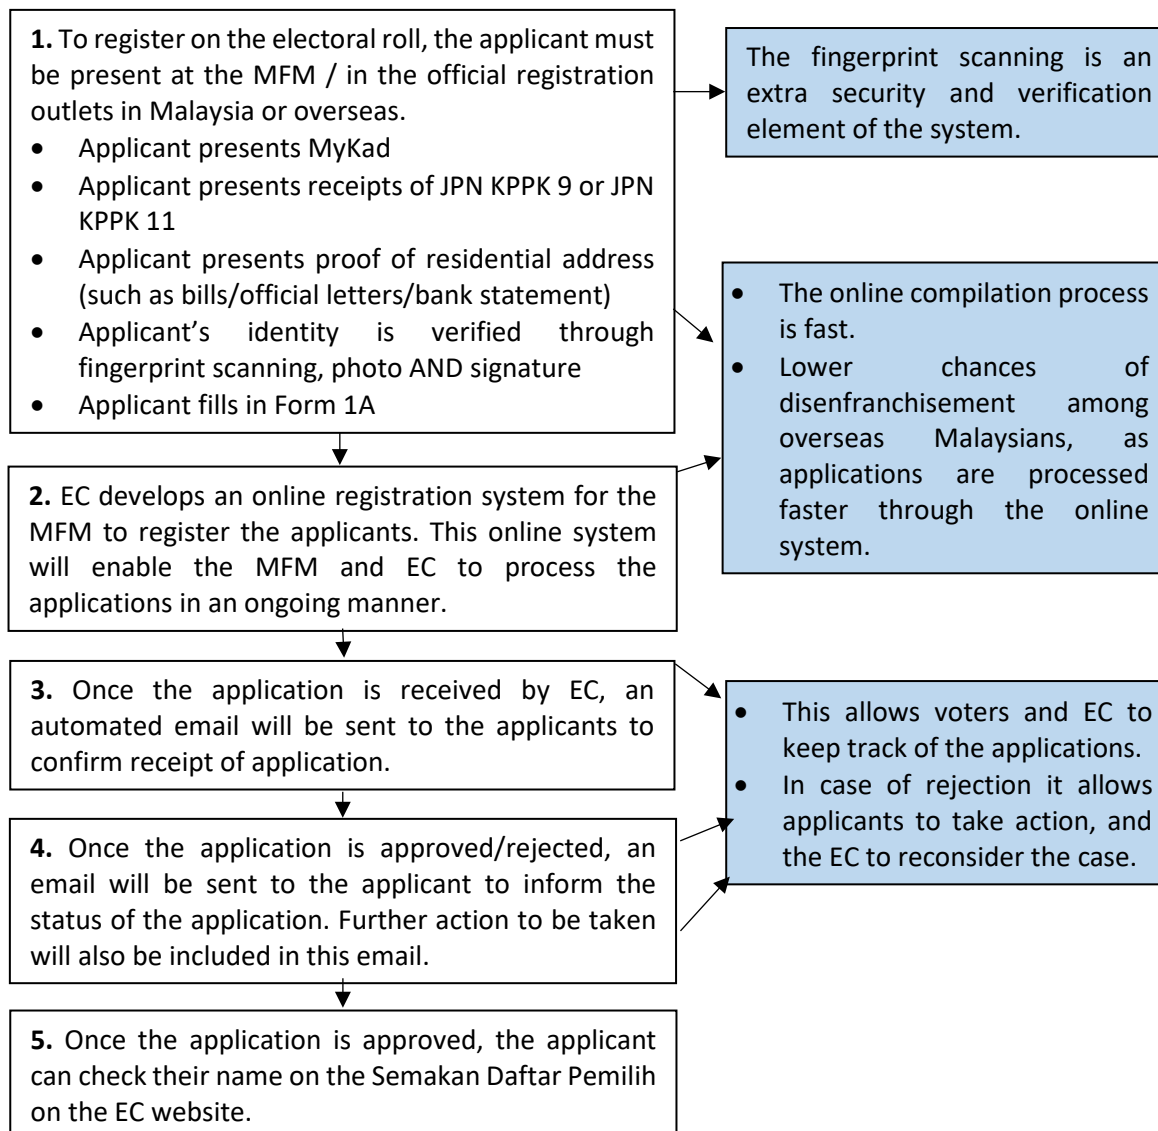 1. To register on the electoral roll, the applicant must
be present at the MFM / in the official registration
outlets in Malaysia or overseas.
• Applicant presents MyKad
• Applicant presents receipts of JPN KPPK 9 or JPN
KPPK 11
• Applicant presents proof of residential address
(such as bills/official letters/bank statement)
• Applicant’s identity is verified through
fingerprint scanning, photo AND signature
• Applicant fills in Form 1A
The fingerprint scanning is an
extra security and verification
element of the system.
• The online compilation process
is fast.
• Lower chances of
disenfranchisement among
overseas Malaysians, as
applications are processed
faster through the online
system.
2. EC develops an online registration system for the
MFM to register the applicants. This online system
will enable the MFM and EC to process the
applications in an ongoing manner.
3. Once the application is received by EC, an
automated email will be sent to the applicants to
confirm receipt of application.
• This allows voters and EC to
keep track of the applications.
• In case of rejection it allows
applicants to take action, and
the EC to reconsider the case.
4. Once the application is approved/rejected, an
email will be sent to the applicant to inform the
status of the application. Further action to be taken
will also be included in this email.
5. Once the application is approved, the applicant
can check their name on the Semakan Daftar Pemilih
on the EC website.